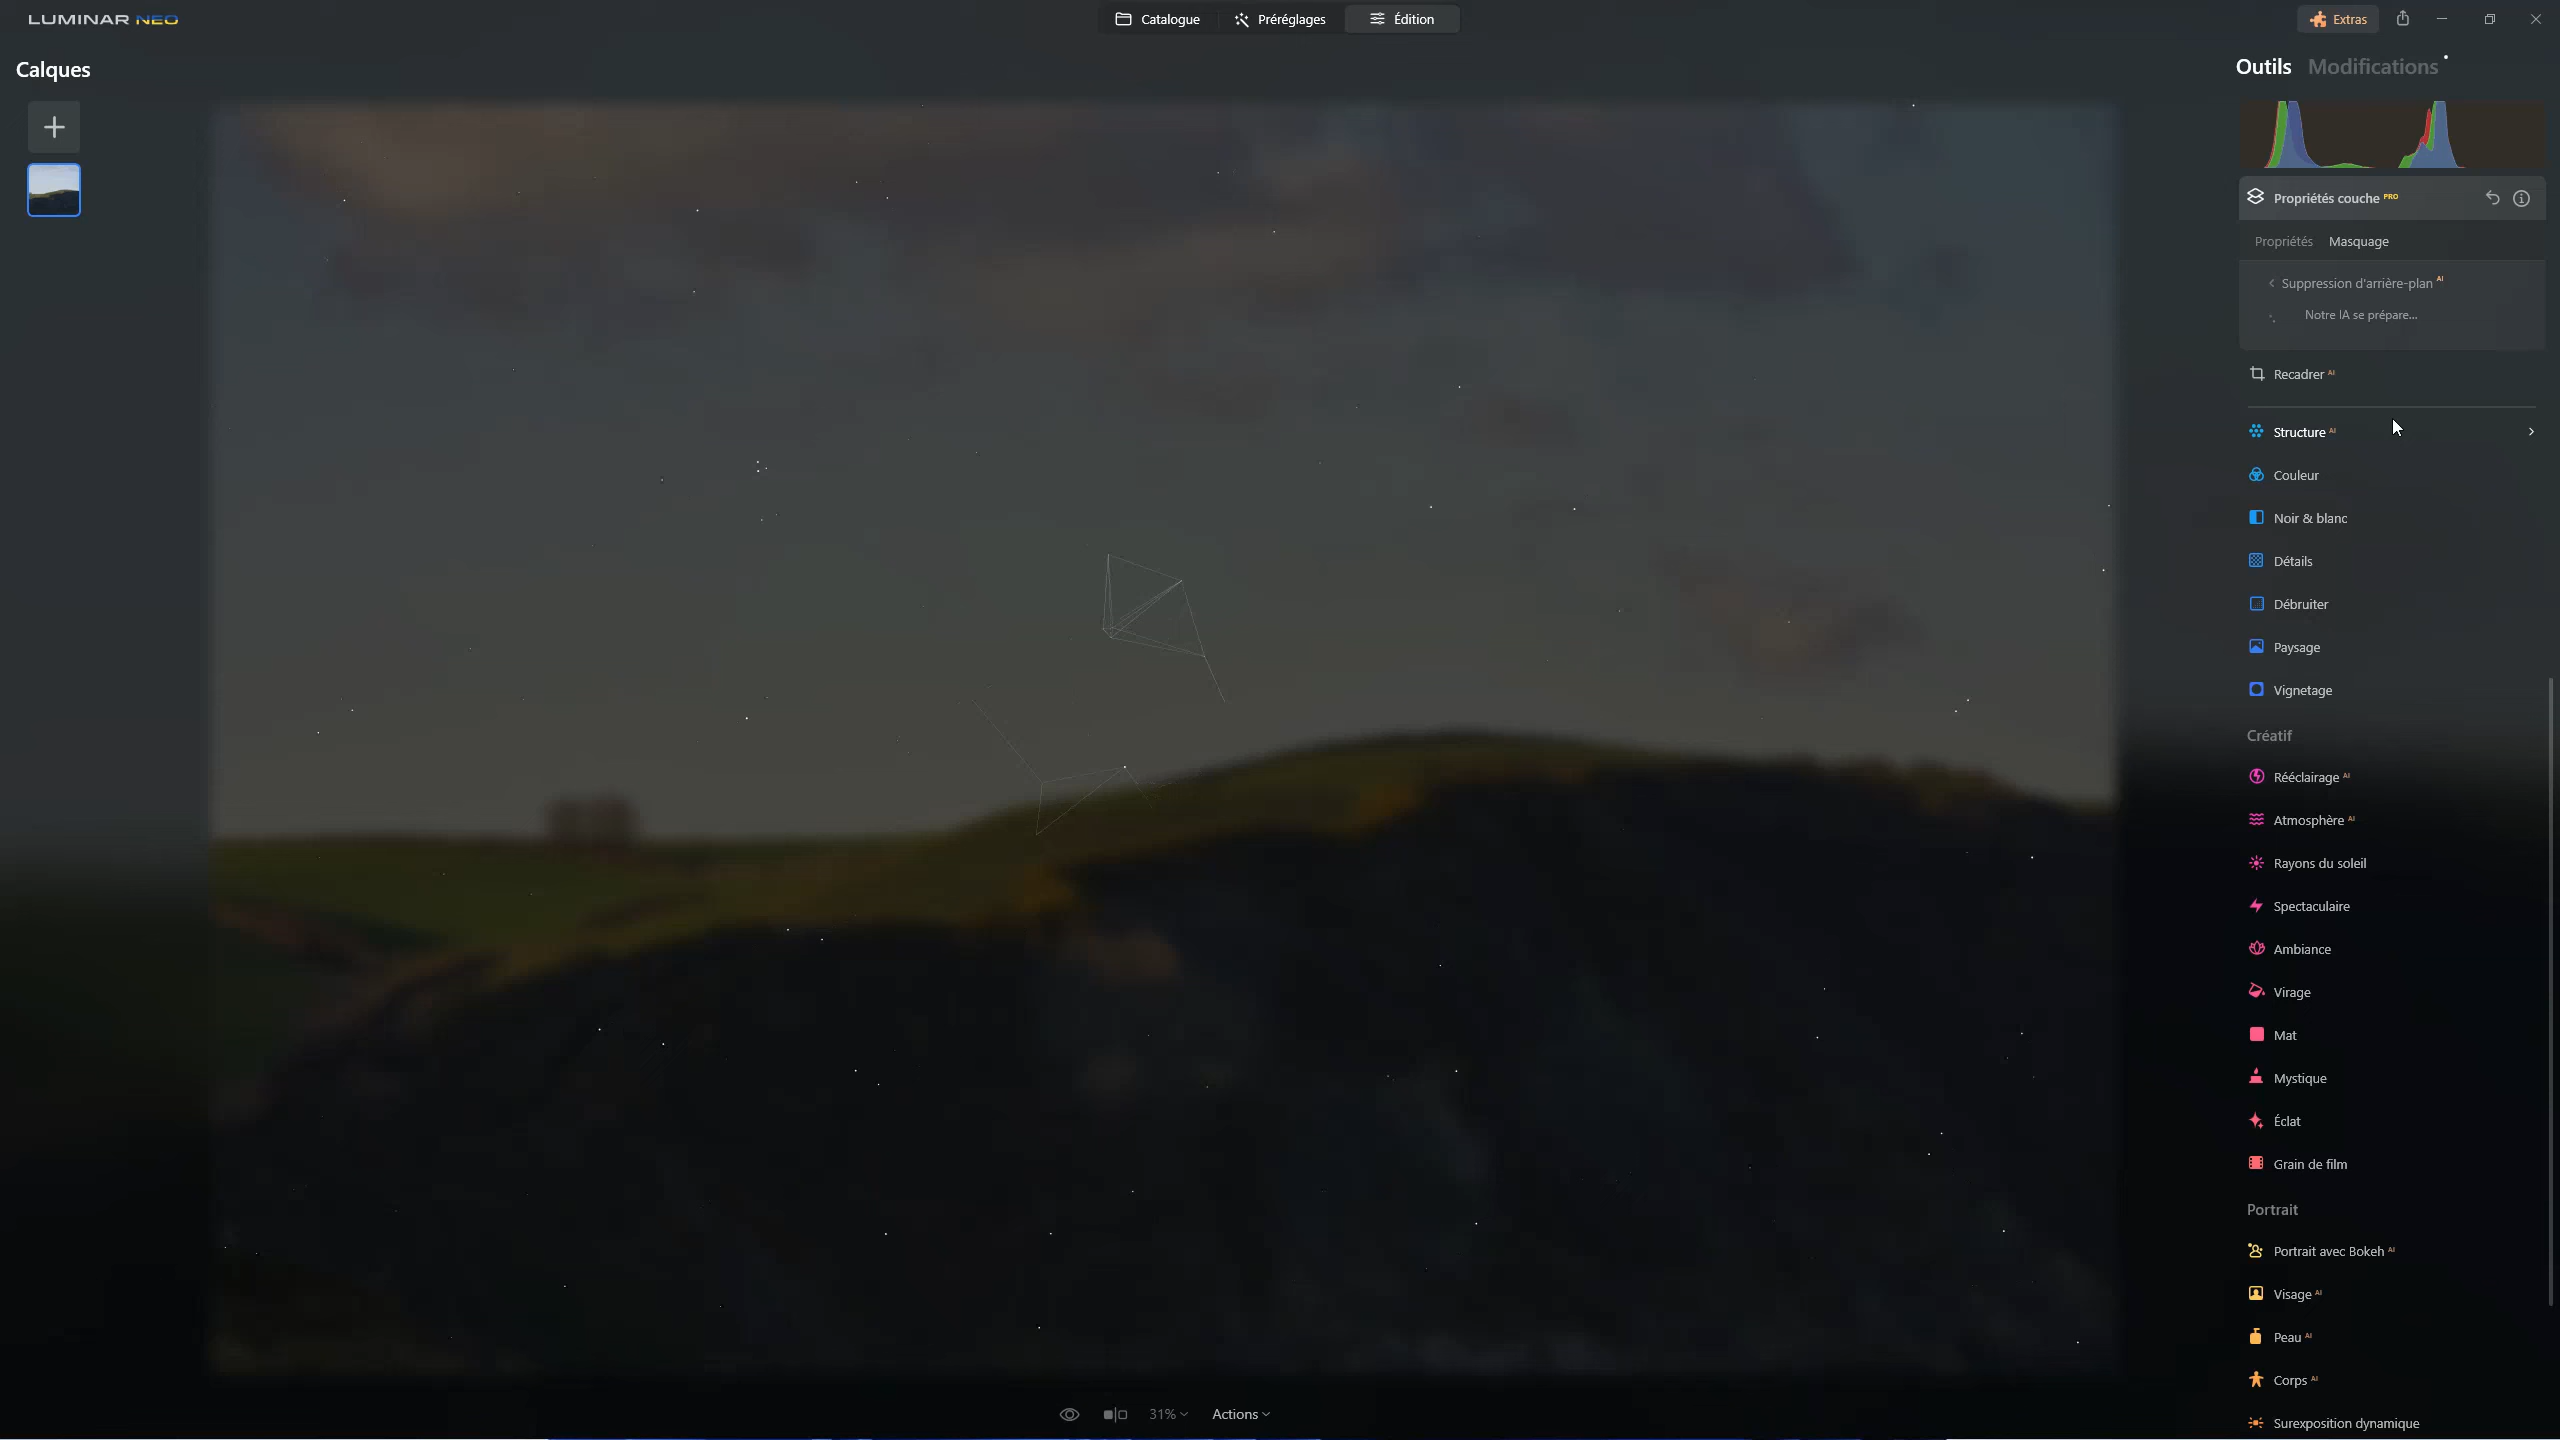 LUMINAR NEO
Catalogue
Préréglages
Édition
Extras
Calques
Outils Modifications
Propriétés couche PRO
Propriétés Masquage
Suppression d'arrière-plan AI
Notre IA se prépare...
Recadrer AI
Structure AI
Couleur
Noir & blanc
Détails
Débruiter
Paysage
Vignetage
Créatif
Rééclairage AI
Atmosphère AI
Rayons du soleil
Spectaculaire
Ambiance
Virage
Mat
Mystique
Éclat
Grain de film
Portrait
Portrait avec Bokeh AI
Visage AI
Peau AI
Corps AI
Surexposition dynamique
31% Actions